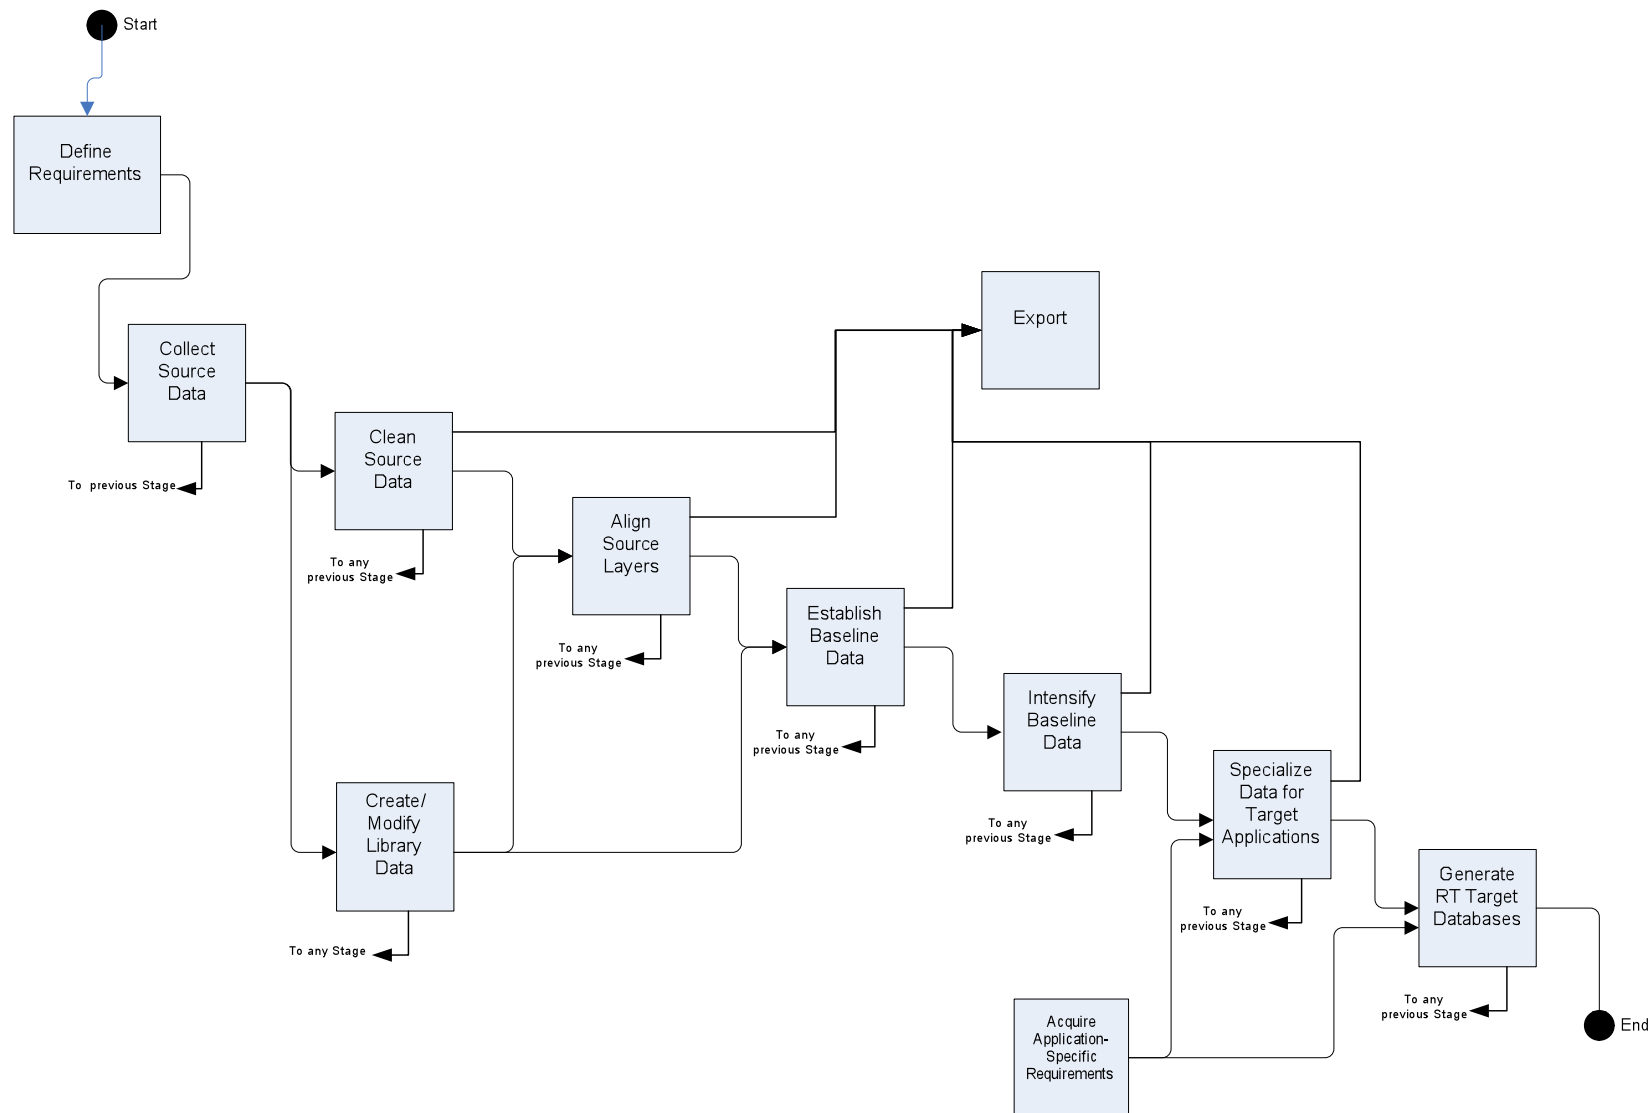 Start
Define
Requirements
Export
Collect
Source
Data
Clean
Source
Data
To  previous Stage
Align
Source
Layers
To any
previous Stage
Establish
Baseline
Data
To any
previous Stage
Intensify
Baseline
Data
To any
previous Stage
Create/
Modify
Library
Data
Specialize
Data for
Target
Applications
To any
previous Stage
Generate
RT Target
Databases
To any Stage
To any
previous Stage
To any
previous Stage
Acquire
Application-
Specific
Requirements
End